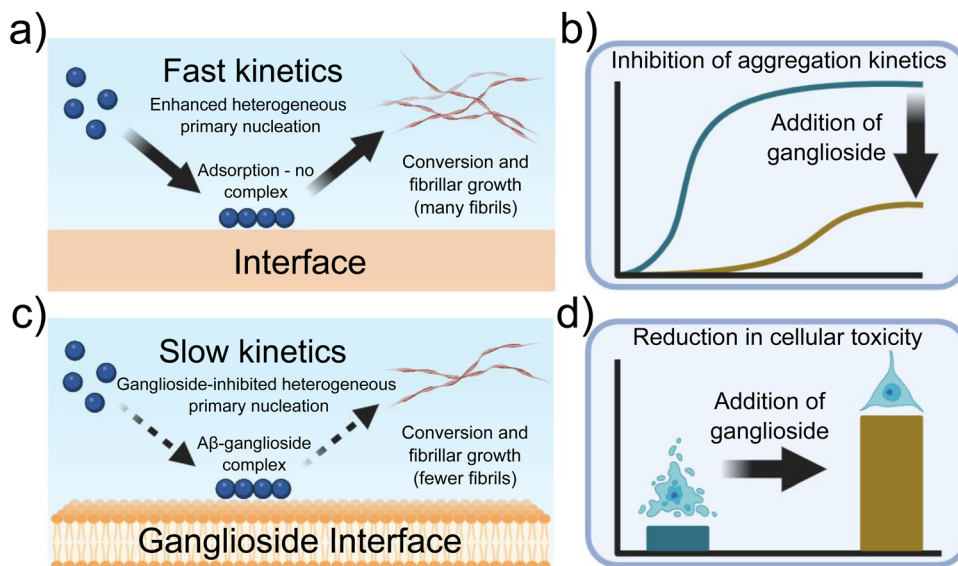 a)
Fast kinetics
Enhanced heterogeneous
primary nucleation
Adsorption - no
complex
Conversion and
fibrillar growth
(many fibrils)
Interface
b)
Inhibition of aggregation kinetics
Addition of
ganglioside
c)
Slow kinetics
Ganglioside-inhibited heterogeneous
primary nucleation
Aβ-ganglioside
complex
Conversion and
fibrillar growth
(fewer fibrils)
Ganglioside Interface
d)
Reduction in cellular toxicity
Addition of
ganglioside